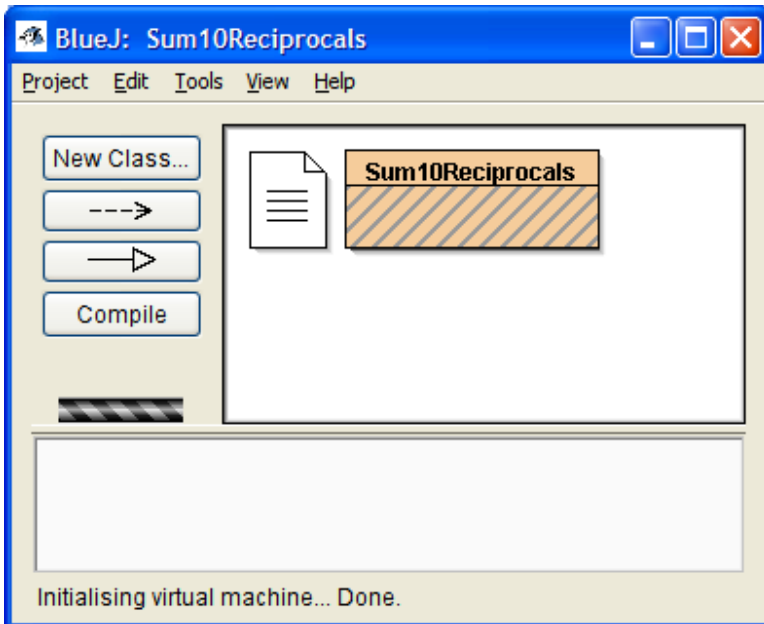 BlueJ: Sum10Reciprocals
Project Edit Tools View Help
New Class...
Sum10Reciprocals
Compile
Initialising virtual machine... Done.